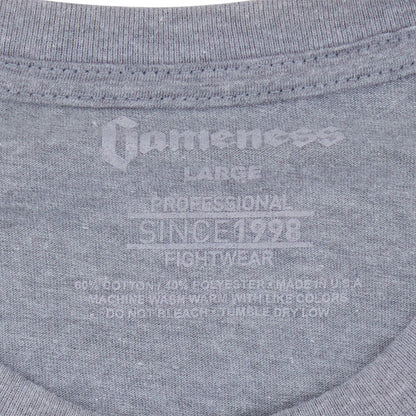 Gameness
LARGE
PROFESSIONAL
SINCE 1998
FIGHTWEAR
60% COTTON / 40% POLYESTER • MADE IN U.S.A
MACHINE WASH WARM WITH LIKE COLORS
DO NOT BLEACH • TUMBLE DRY LOW